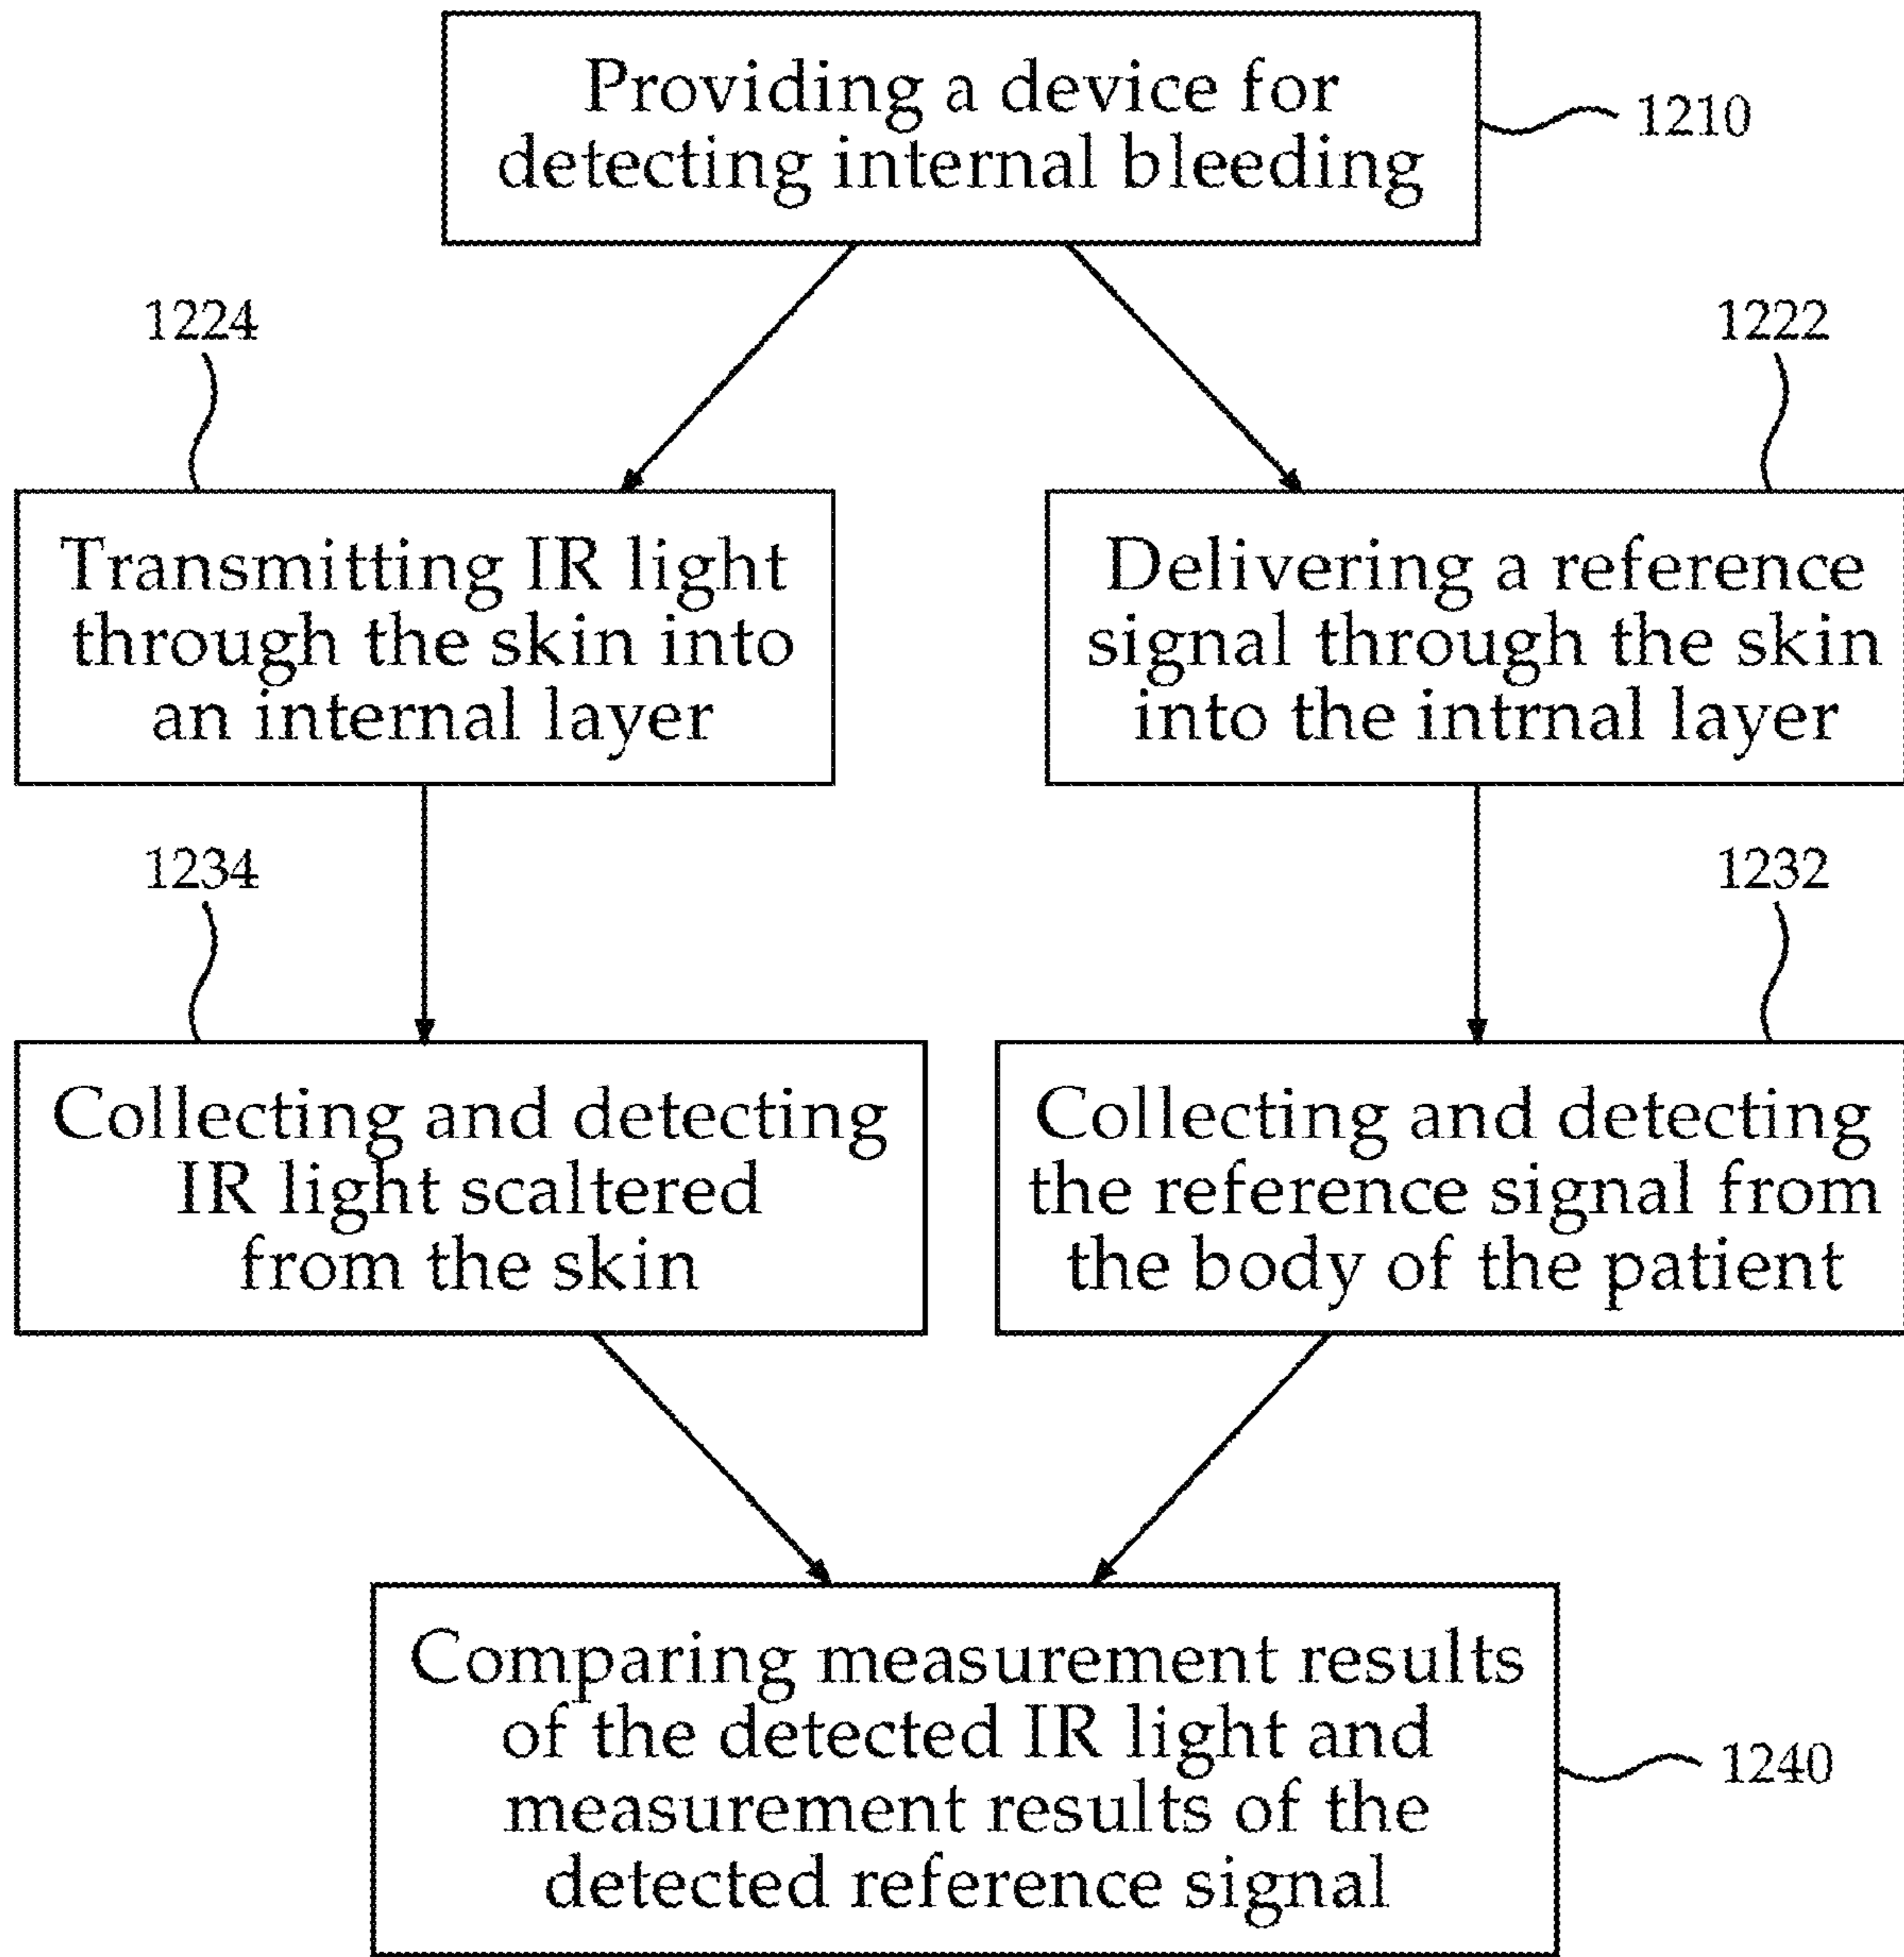 Providing a device for
detecting internal bleeding
1210
1224
1222
Transmitting IR light
through the skin into
an internal layer
Delivering a reference
signal through the skin
into the intrnal layer
1234
1232
Collecting and detecting
IR light scaltered
from the skin
Collecting and detecting
the reference signal from
the body of the patient
Comparing measurement results
of the detected IR light and
measurement results of the
detected reference signal
1240